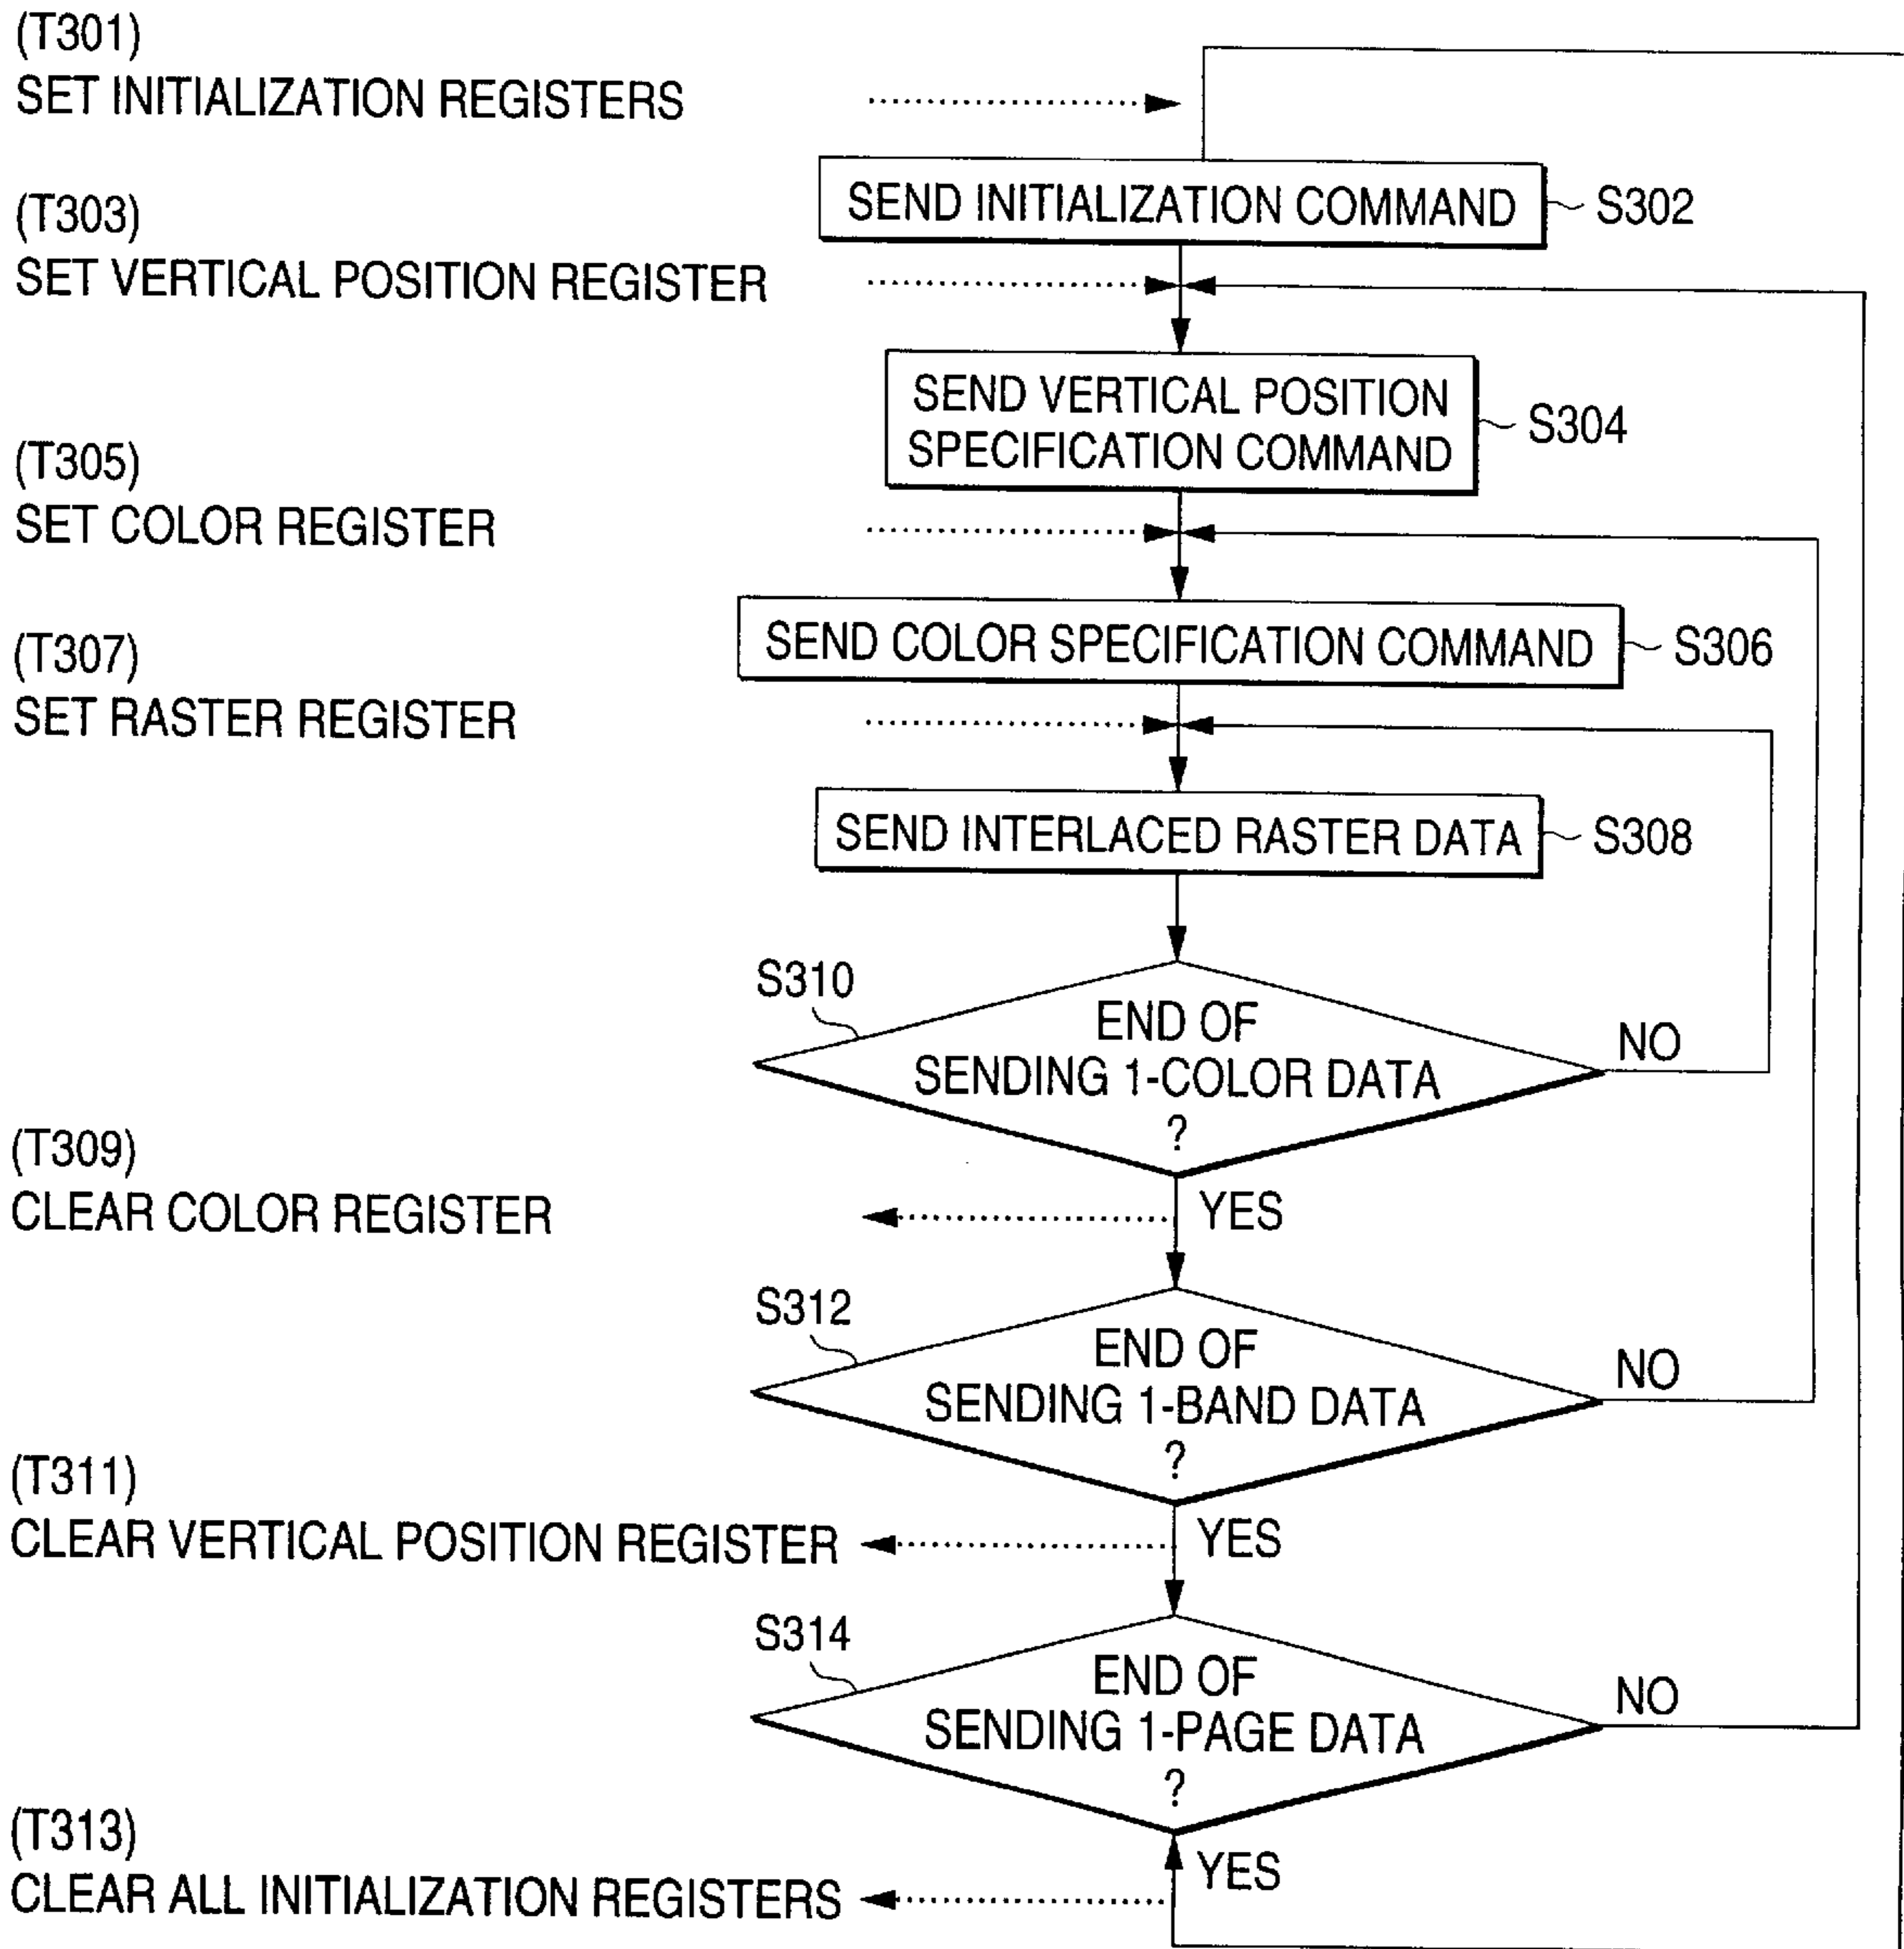 (T301)
SET INITIALIZATION REGISTERS
SEND INITIALIZATION COMMAND
S302
(T303)
SET VERTICAL POSITION REGISTER
SEND VERTICAL POSITION
SPECIFICATION COMMAND
S304
(T305)
SET COLOR REGISTER
SEND COLOR SPECIFICATION COMMAND
S306
(T307)
SET RASTER REGISTER
SEND INTERLACED RASTER DATA
S308
S310
END OF
SENDING 1-COLOR DATA
?
NO
(T309)
CLEAR COLOR REGISTER
YES
S312
END OF
SENDING 1-BAND DATA
?
NO
(T311)
CLEAR VERTICAL POSITION REGISTER
YES
S314
END OF
SENDING 1-PAGE DATA
?
NO
(T313)
CLEAR ALL INITIALIZATION REGISTERS
YES